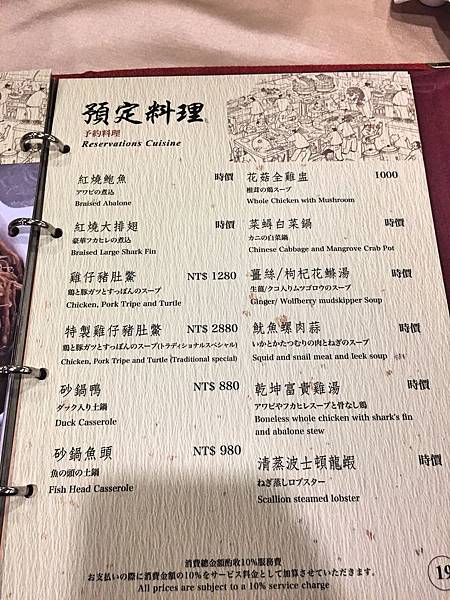 預定料理
予約料理
Reservations Cuisine
紅燒鮑魚 時價
アワビの煮込
Braised Abalone
紅燒大排翅 時價
豪華フカヒレの煮込
Braised Large Shark Fin
雞仔豬肚鱉 NT$ 1280
鶏と豚ガツとすっぽんのスープ
Chicken, Pork Tripe and Turtle
特製雞仔豬肚鱉 NT$ 2880
鶏と豚ガツとすっぽんのスープ(トラディショナルスペシャル)
Chicken, Pork Tripe and Turtle (Traditional special)
砂鍋鴨 NT$ 880
ダック入り土鍋
Duck Casserole
砂鍋魚頭 NT$ 980
魚の頭の土鍋
Fish Head Casserole
花菇全雞盅 1000
椎茸の鶏スープ
Whole Chicken with Mushroom
菜蟳白菜鍋 時價
カニの白菜鍋
Chinese Cabbage and Mangrove Crab Pot
薑絲/枸杞花鰷湯 時價
生薑/クコ入りムツゴロウのスープ
Ginger/ Wolfberry mudskipper Soup
魷魚螺肉蒜 時價
いかとかたつむりの肉とねぎのスープ
Squid and snail meat and leek soup
乾坤富貴雞湯 時價
アワビやフカヒレスープと骨なし鶏
Boneless whole chicken with shark's fin
and abalone stew
清蒸波士頓龍蝦 時價
ねぎ蒸しロブスター
Scallion steamed lobster
消費總金額酌收10%服務費
お支払いの際に消費金額の10%をサービス料金として加算させていただきます。
All prices are subject to a 10% service charge
19